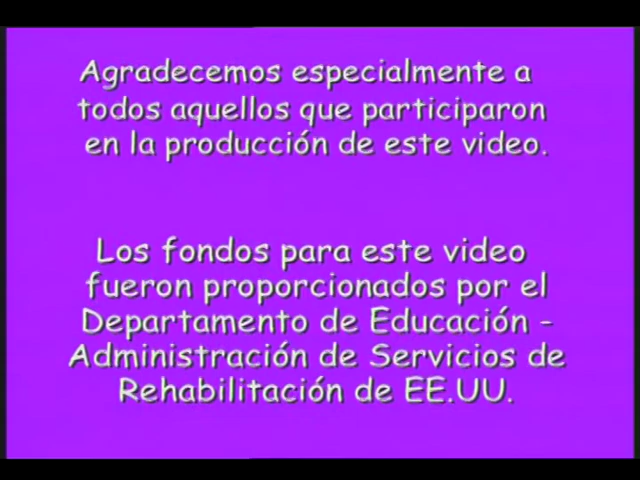 Agradecemos especialmente a
todos aquellos que participaron
en la producción de este video.
Los fondos para este video
fueron proporcionados por el
Departamento de Educación -
Administración de Servicios de
Rehabilitación de EE.UU.